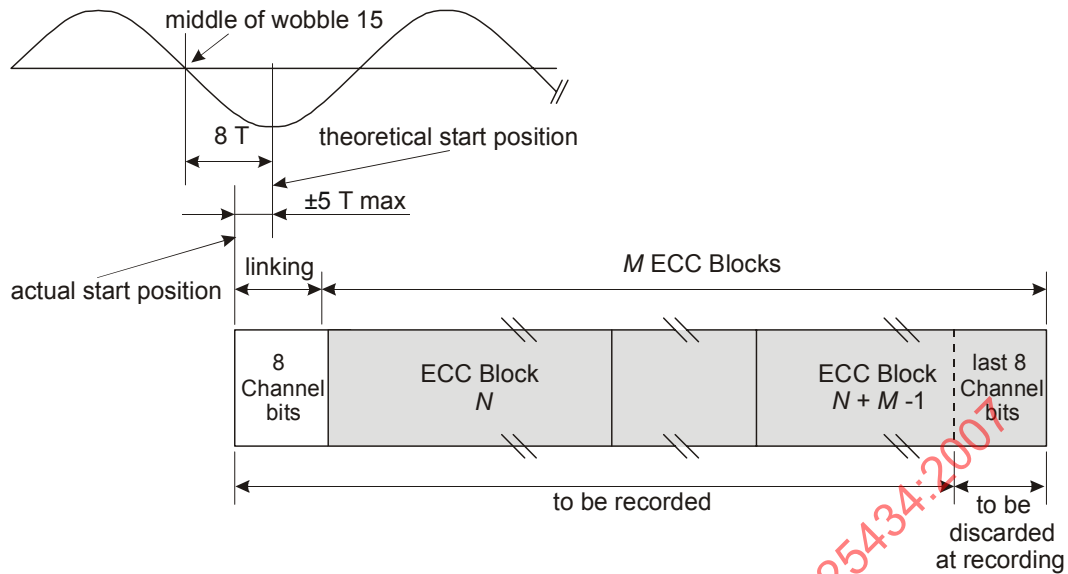 middle of wobble 15
8 T
theoretical start position
±5 T max
linking
M ECC Blocks
actual start position
8
Channel
bits
ECC Block
N
ECC Block
N + M -1
last 8
Channel
bits
to be recorded
to be
discarded
at recording
25434:2007